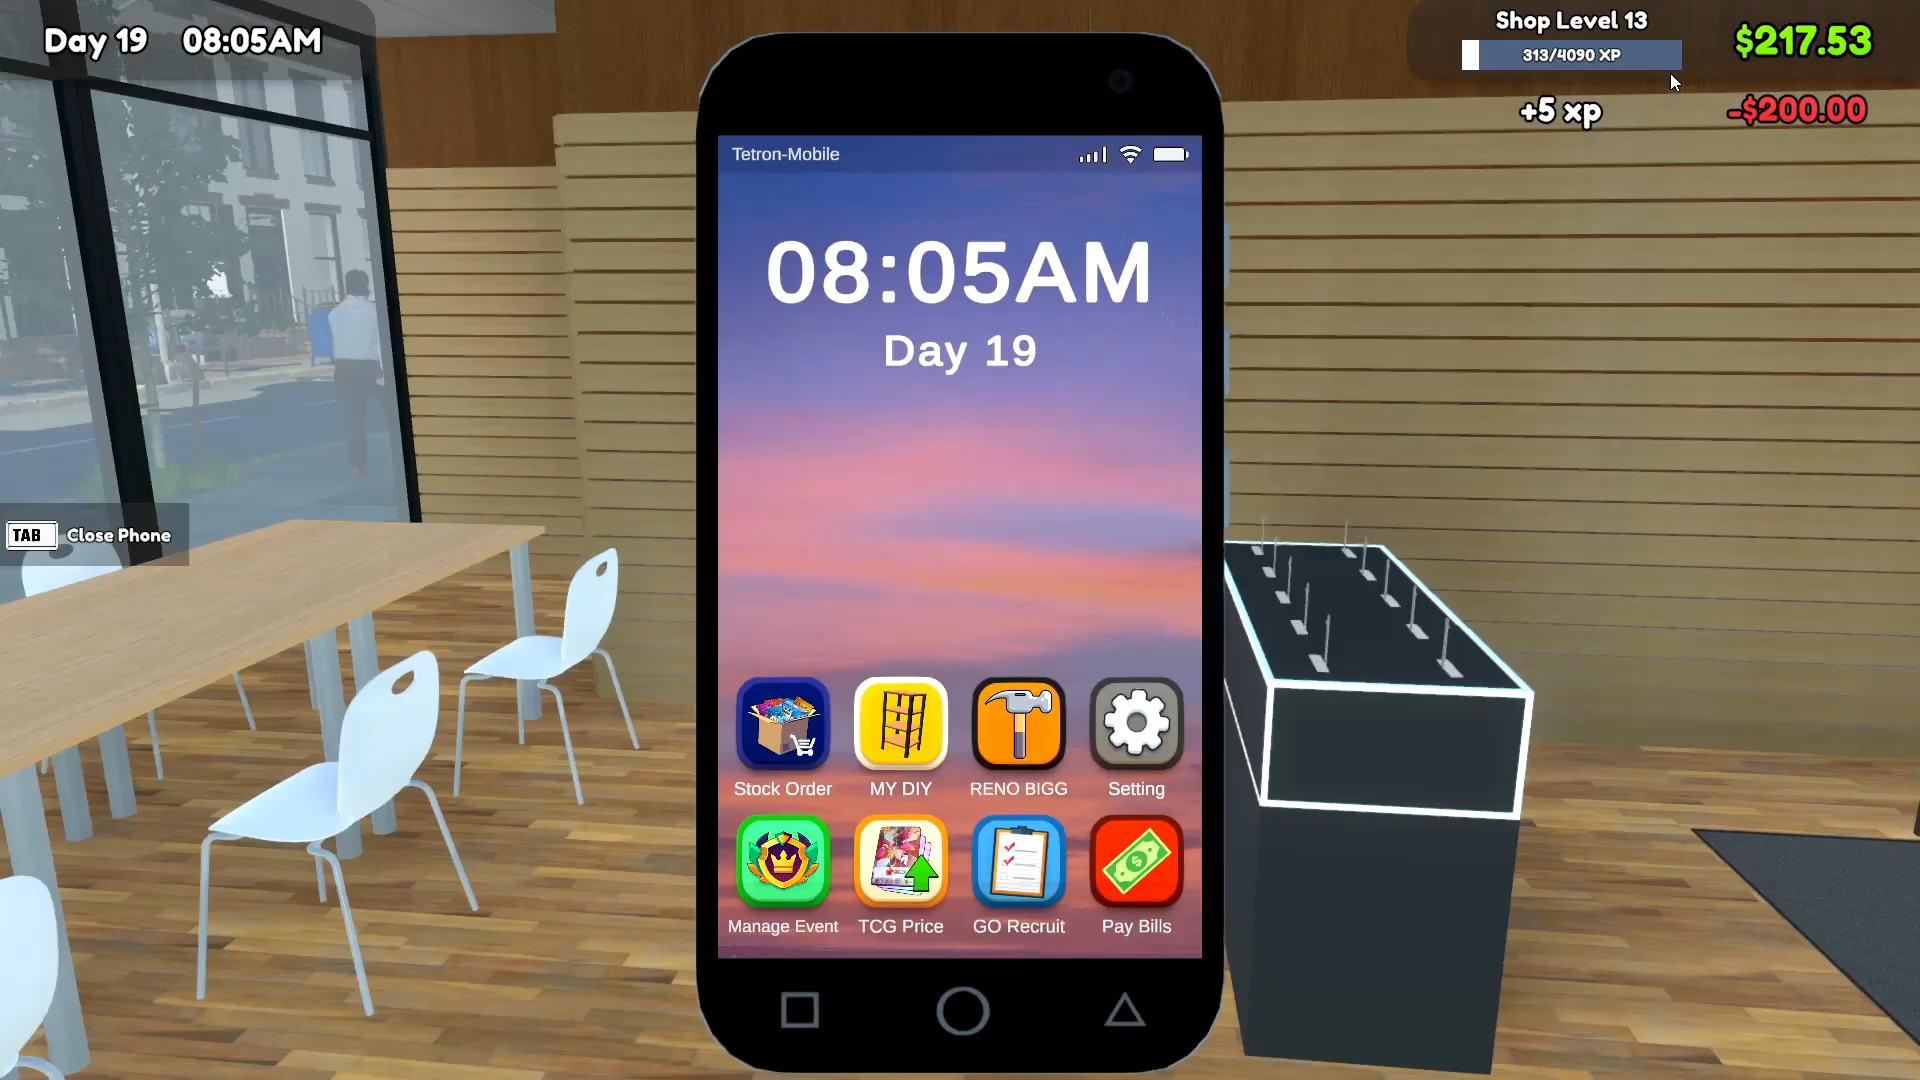 Day 19 08:05AM
Shop Level 13
313/4090 XP
$217.53
+5 xp
-$200.00
Tetron-Mobile
08:05AM
Day 19
TAB Close Phone
Stock Order
MY DIY
RENO BIGG
Setting
Manage Event
TCG Price
GO Recruit
Pay Bills